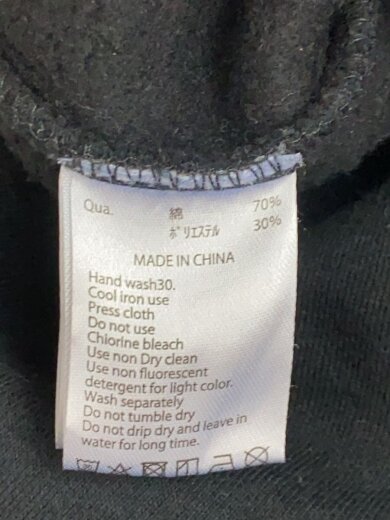 Qua. 綿 70%
ポリエステル 30%
MADE IN CHINA
Hand wash30.
Cool iron use
Press cloth
Do not use
Chlorine bleach
Use non Dry clean
Use non fluorescent
detergent for light color.
Wash separately
Do not tumble dry
Do not drip dry and leave in
water for long time.